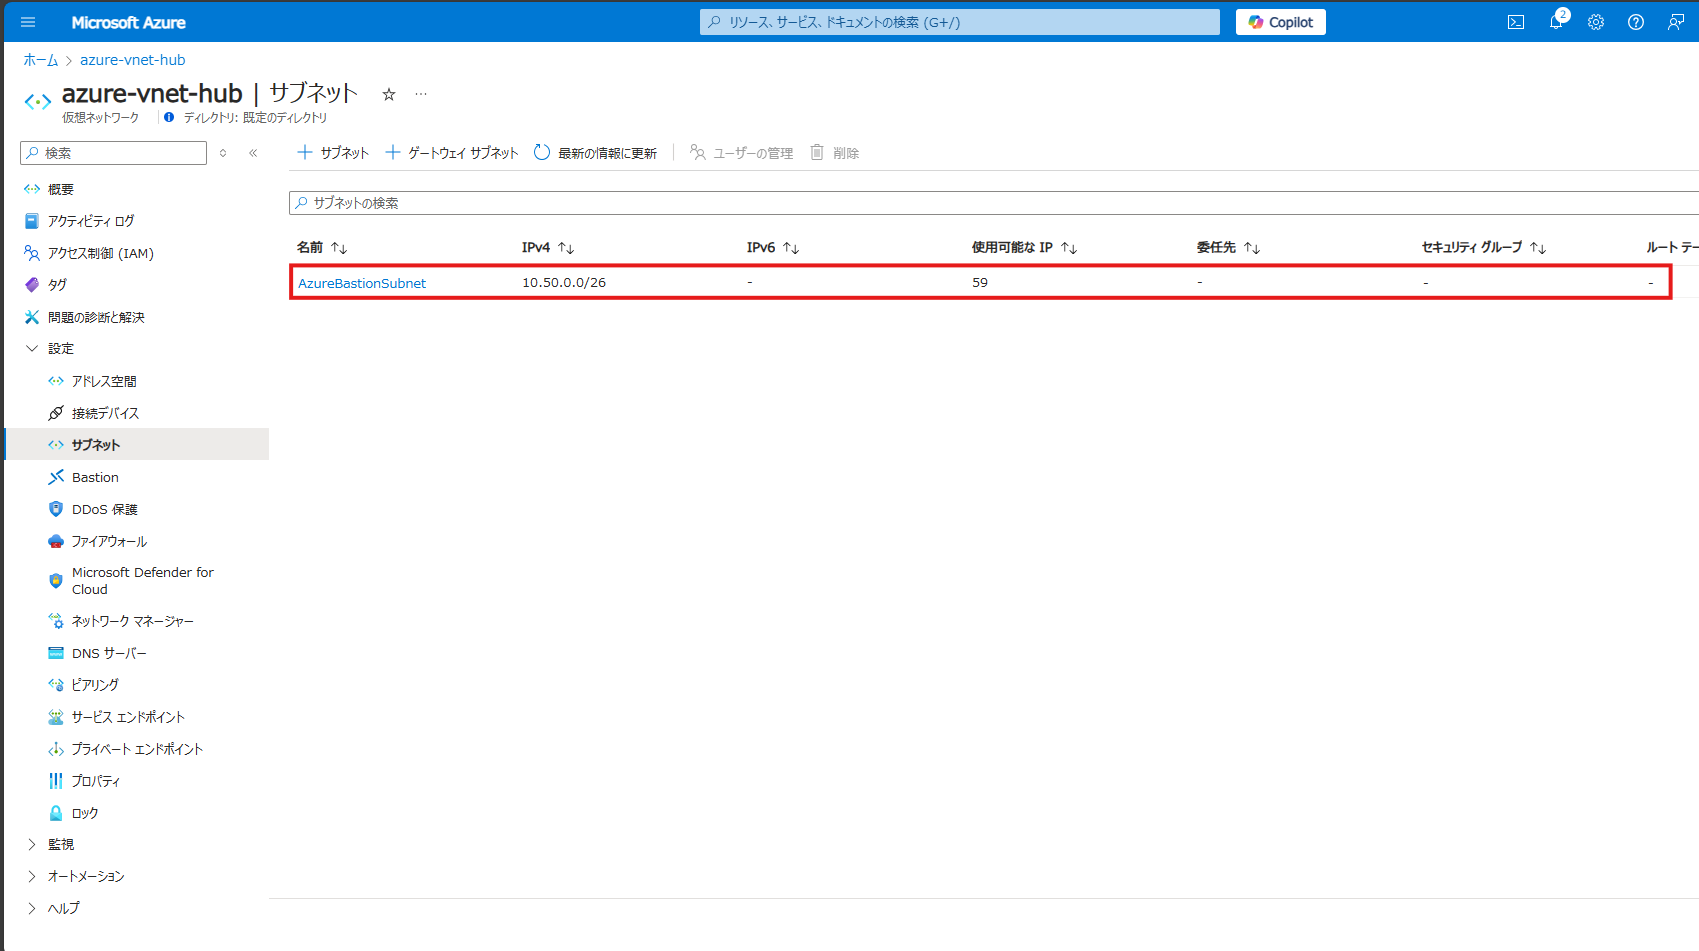 Microsoft Azure
リソース、サービス、ドキュメントの検索 (G+/)
Copilot
2
ホーム > azure-vnet-hub
azure-vnet-hub | サブネット
仮想ネットワーク
ディレクトリ: 既定のディレクトリ
検索
サブネット
ゲートウェイ サブネット
最新の情報に更新
ユーザーの管理
削除
サブネットの検索
名前 IPv4 IPv6 使用可能な IP 委任先 セキュリティ グループ ルート テー
AzureBastionSubnet 10.50.0.0/26 - 59 - - -
概要
アクティビティ ログ
アクセス制御 (IAM)
タグ
問題の診断と解決
設定
アドレス空間
接続デバイス
サブネット
Bastion
DDoS 保護
ファイアウォール
Microsoft Defender for
Cloud
ネットワーク マネージャー
DNS サーバー
ピアリング
サービス エンドポイント
プライベート エンドポイント
プロパティ
ロック
監視
オートメーション
ヘルプ